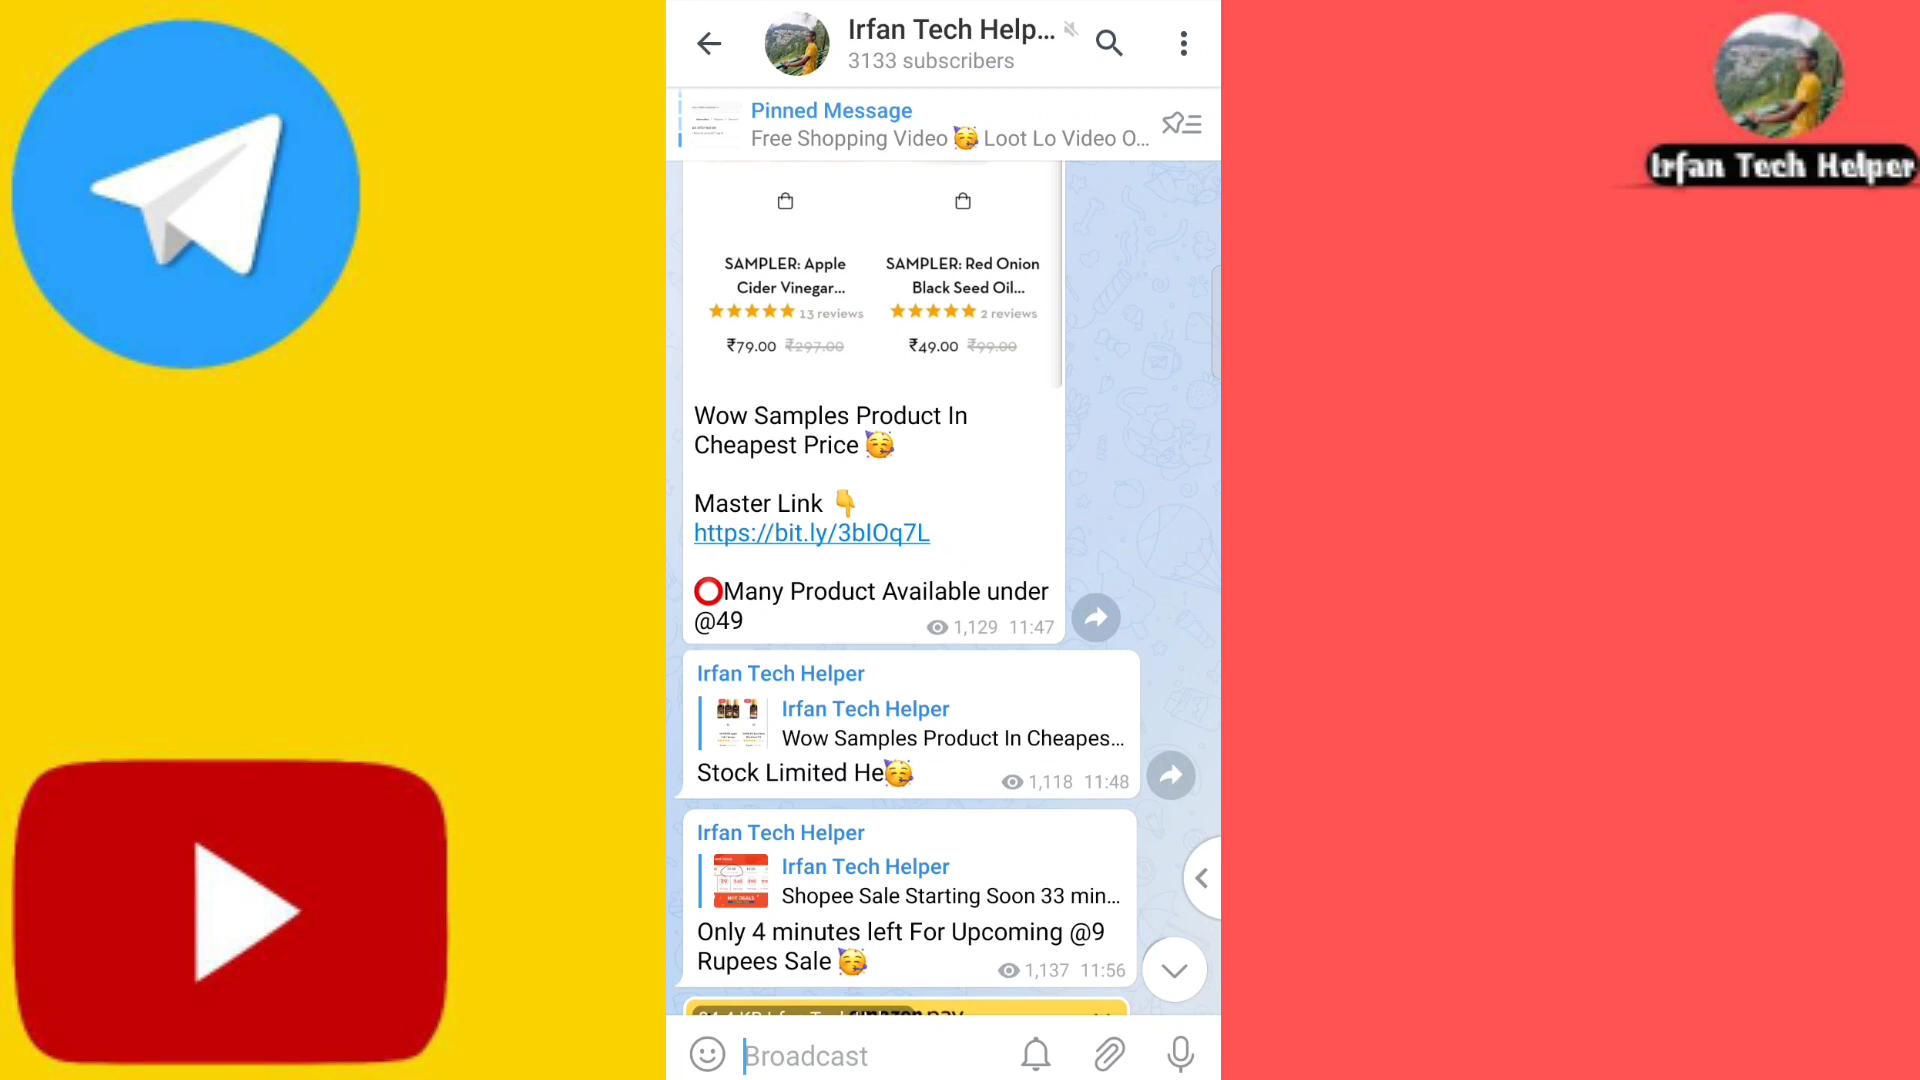 Irfan Tech Help...
3133 subscribers
Irfan Tech Helper
Pinned Message
Free Shopping Video 🥳 Loot Lo Video O...
SAMPLER: Apple
Cider Vinegar...
13 reviews
₹79.00 ₹297.00
SAMPLER: Red Onion
Black Seed Oil...
2 reviews
₹49.00 ₹99.00
Wow Samples Product In
Cheapest Price 🥳
Master Link 👇
https://bit.ly/3bIOq7L
⭕Many Product Available under
@49
1,129 11:47
Irfan Tech Helper
Irfan Tech Helper
Wow Samples Product In Cheapes...
Stock Limited He🥳
1,118 11:48
Irfan Tech Helper
Irfan Tech Helper
Shopee Sale Starting Soon 33 min...
Only 4 minutes left For Upcoming @9
Rupees Sale 🥳
1,137 11:56
Broadcast